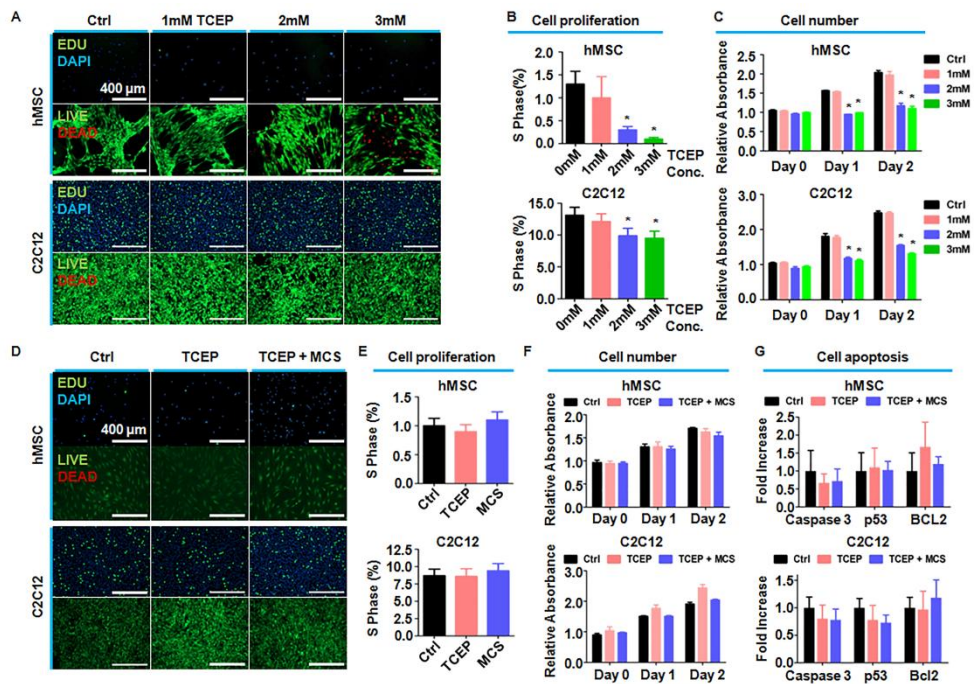 A
Ctrl 1mM TCEP 2mM 3mM
hMSC
EDU
DAPI
400 µm
LIVE
DEAD
C2C12
EDU
DAPI
LIVE
DEAD
B Cell proliferation
hMSC
S Phase(%)
1.5
1.0
0.5
0.0
* *
0mM 1mM 2mM 3mM
TCEP
Conc.
C2C12
S Phase (%)
15.0
10.0
5.0
0.0
* *
0mM 1mM 2mM 3mM
TCEP
Conc.
C Cell number
hMSC
Relative Absorbance
2.5
2.0
1.5
1.0
0.5
0.0
* * * *
Day 0 Day 1 Day 2
Ctrl
1mM
2mM
3mM
C2C12
Relative Absorbance
3.0
2.0
1.0
0.0
* * * *
Day 0 Day 1 Day 2
Ctrl
1mM
2mM
3mM
D
Ctrl TCEP TCEP + MCS
hMSC
EDU
DAPI
400 µm
LIVE
DEAD
C2C12
E Cell proliferation
hMSC
S Phase (%)
1.5
1.0
0.5
0.0
Ctrl TCEP MCS
C2C12
S Phase (%)
12.5
10.0
7.5
5.0
2.5
0.0
Ctrl TCEP MCS
F Cell number
hMSC
Ctrl TCEP TCEP + MCS
Relative Absorbance
2.0
1.5
1.0
0.5
0.0
Day 0 Day 1 Day 2
C2C12
Ctrl TCEP TCEP + MCS
Relative Absorbance
3.0
2.0
1.0
0.0
Day 0 Day 1 Day 2
G Cell apoptosis
hMSC
Ctrl TCEP TCEP + MCS
Fold Increase
2.5
2.0
1.5
1.0
0.5
0.0
Caspase 3 p53 BCL2
C2C12
Ctrl TCEP TCEP + MCS
Fold Increase
2.0
1.5
1.0
0.5
0.0
Caspase 3 p53 Bcl2